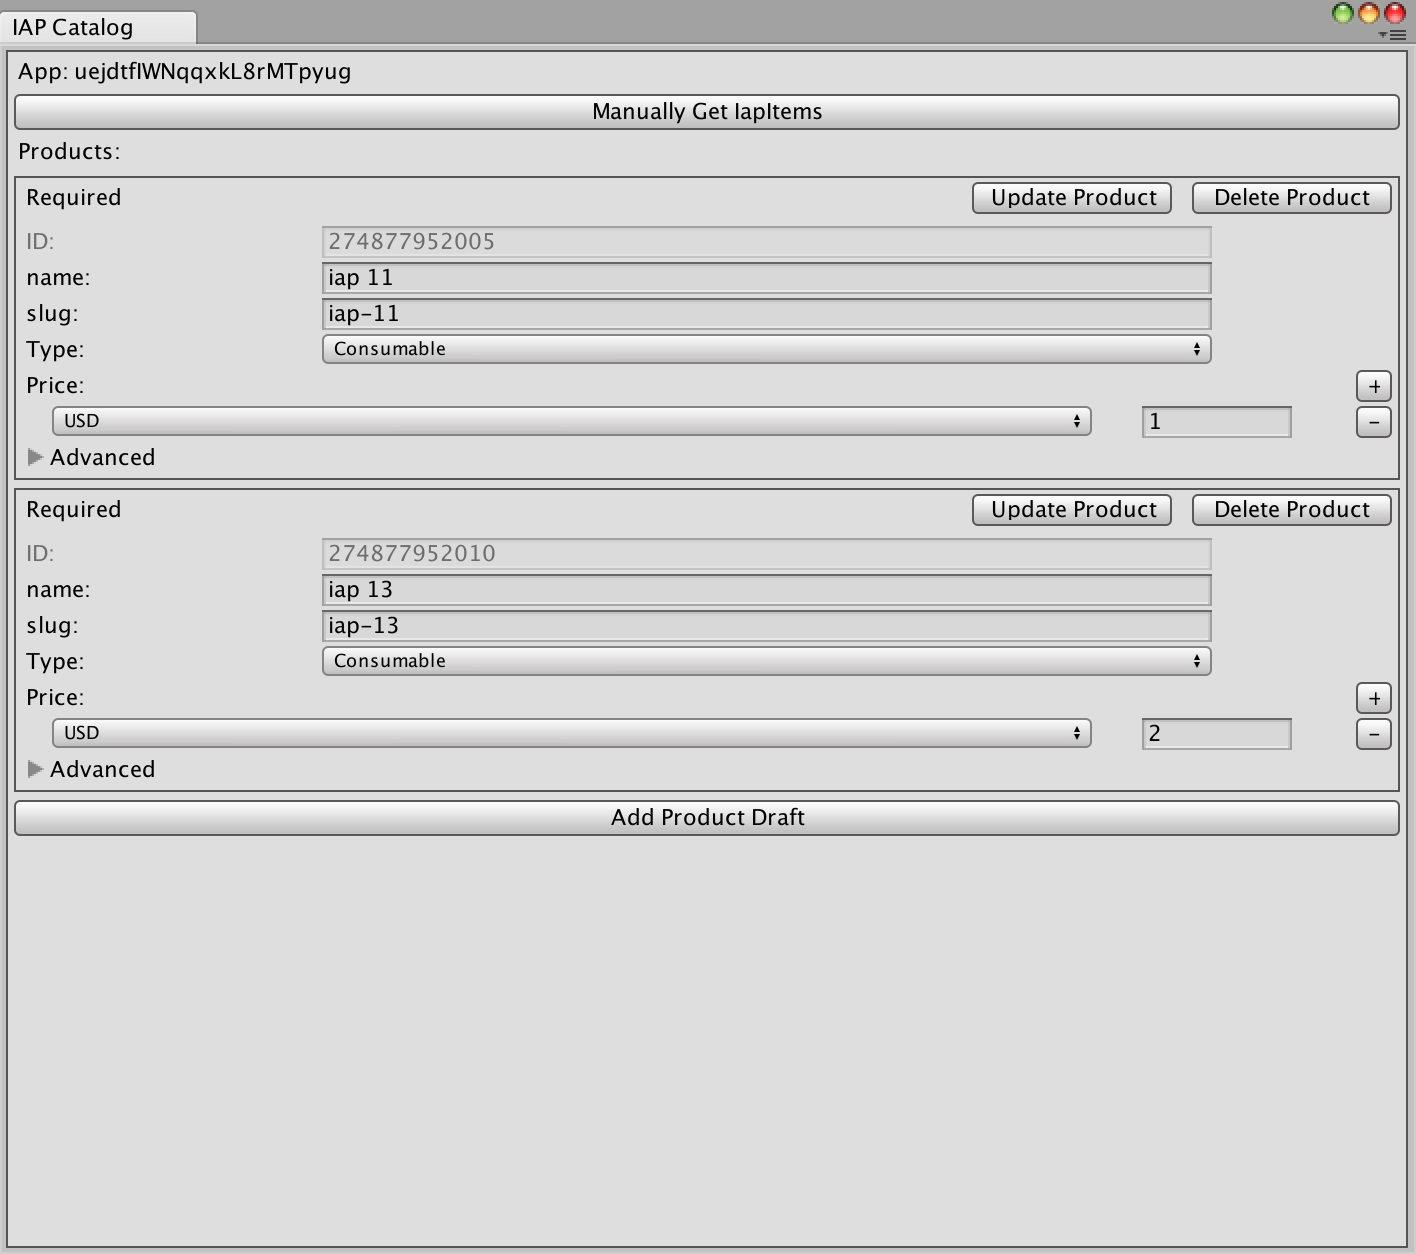 IAP Catalog
App: uejdtfIWNqqxkL8rMTpyug
Manually Get IapItems
Products:
Required Update Product Delete Product
ID: 274877952005
name: iap 11
slug: iap-11
Type: Consumable
Price: +
USD 1 -
Advanced
Required Update Product Delete Product
ID: 274877952010
name: iap 13
slug: iap-13
Type: Consumable
Price: +
USD 2 -
Advanced
Add Product Draft